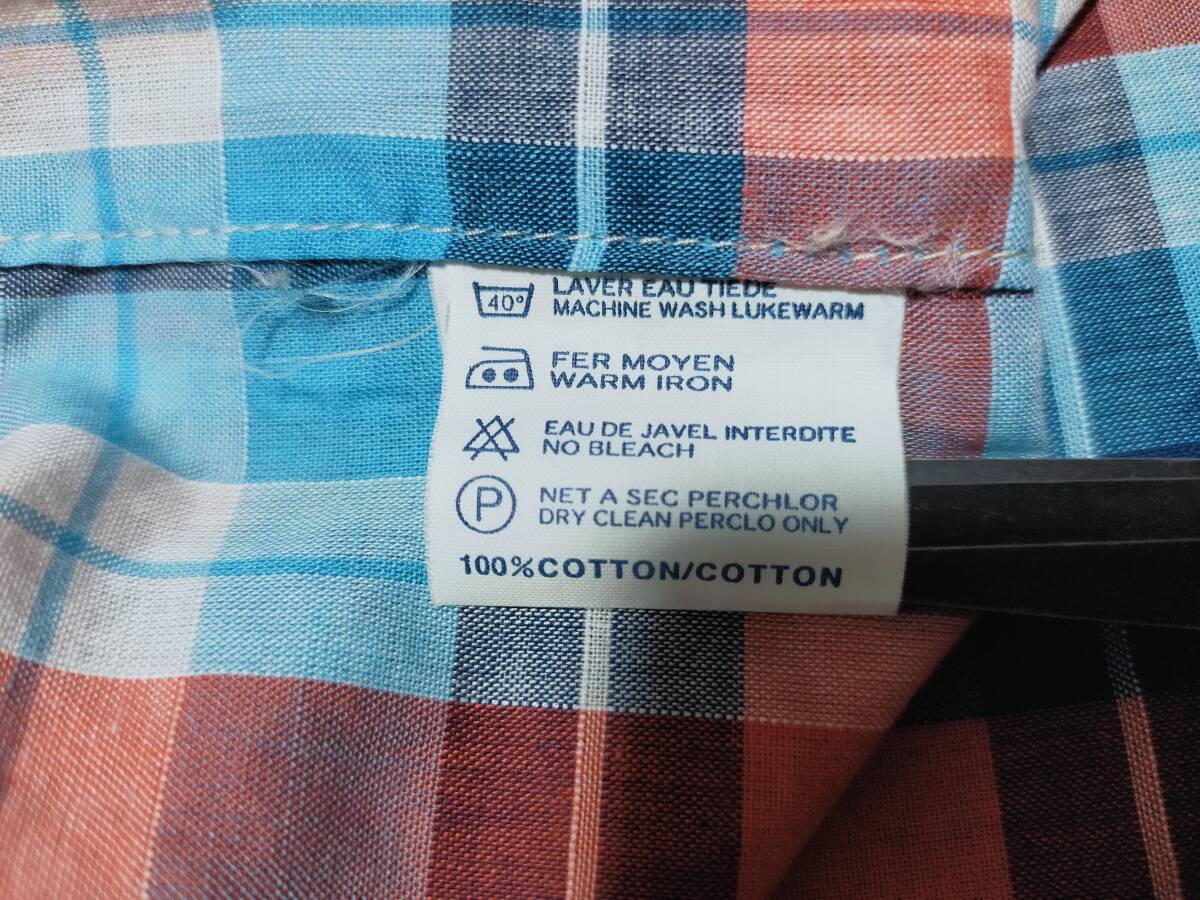 40°
LAVER EAU TIEDE
MACHINE WASH LUKEWARM
FER MOYEN
WARM IRON
EAU DE JAVEL INTERDITE
NO BLEACH
P
NET A SEC PERCHLOR
DRY CLEAN PERCLO ONLY
100%COTTON/COTTON